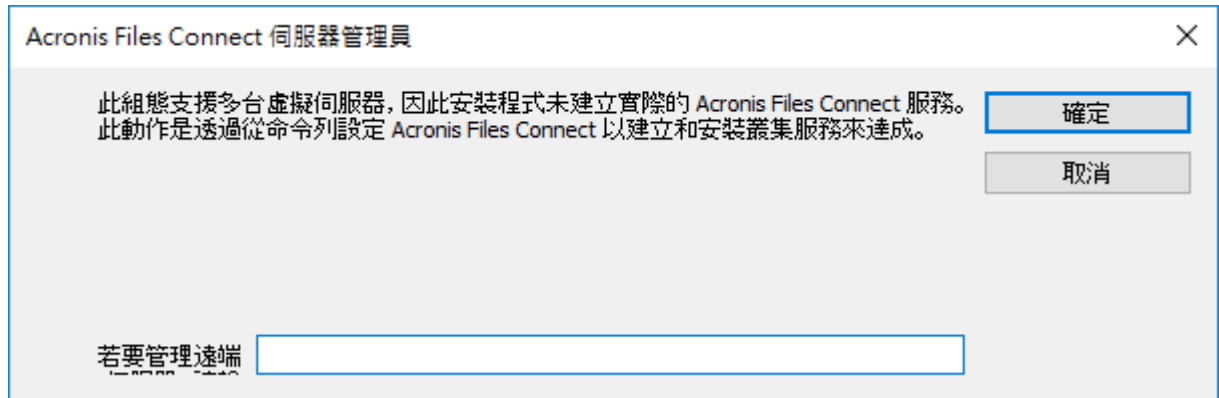 Acronis Files Connect 伺服器管理員
此組態支援多台虛擬伺服器，因此安裝程式未建立實際的 Acronis Files Connect 服務。
此動作是透過從命令列設定 Acronis Files Connect 以建立和安裝叢集服務來達成。
確定
取消
若要管理遠端